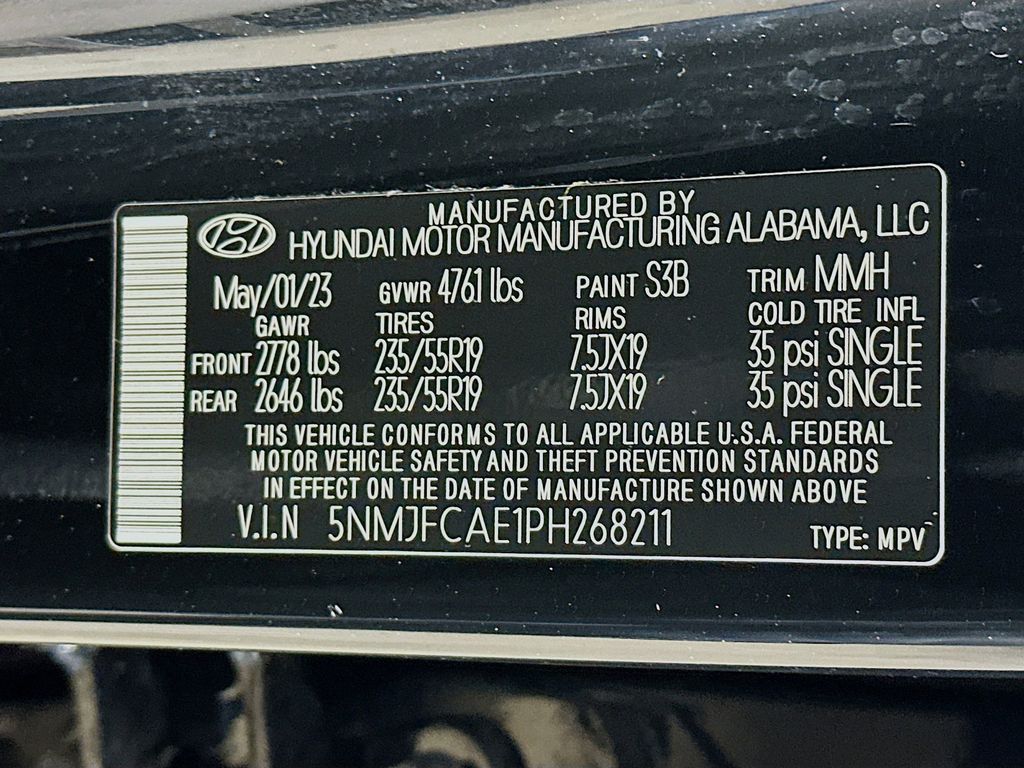 MANUFACTURED BY
HYUNDAI MOTOR MANUFACTURING ALABAMA, LLC
May/01/23 GVWR 4761 lbs PAINT S3B TRIM MMH
GAWR TIRES RIMS COLD TIRE INFL
FRONT 2778 lbs 235/55R19 7.5JX19 35 psi SINGLE
REAR 2646 lbs 235/55R19 7.5JX19 35 psi SINGLE
THIS VEHICLE CONFORMS TO ALL APPLICABLE U.S.A. FEDERAL
MOTOR VEHICLE SAFETY AND THEFT PREVENTION STANDARDS
IN EFFECT ON THE DATE OF MANUFACTURE SHOWN ABOVE
V.I.N 5NMJFCAE1PH268211 TYPE: MPV